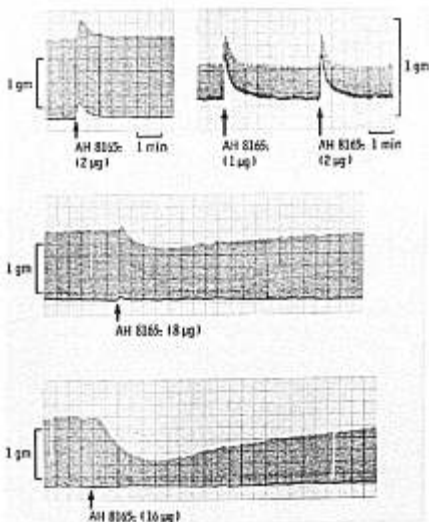 1 gm
1 gm
AH 8165
(2 μg)
1 min
AH 8165
(1 μg)
AH 8165
(2 μg)
1 min
1 gm
AH 8165 (8 μg)
1 gm
AH 8165 (16 μg)